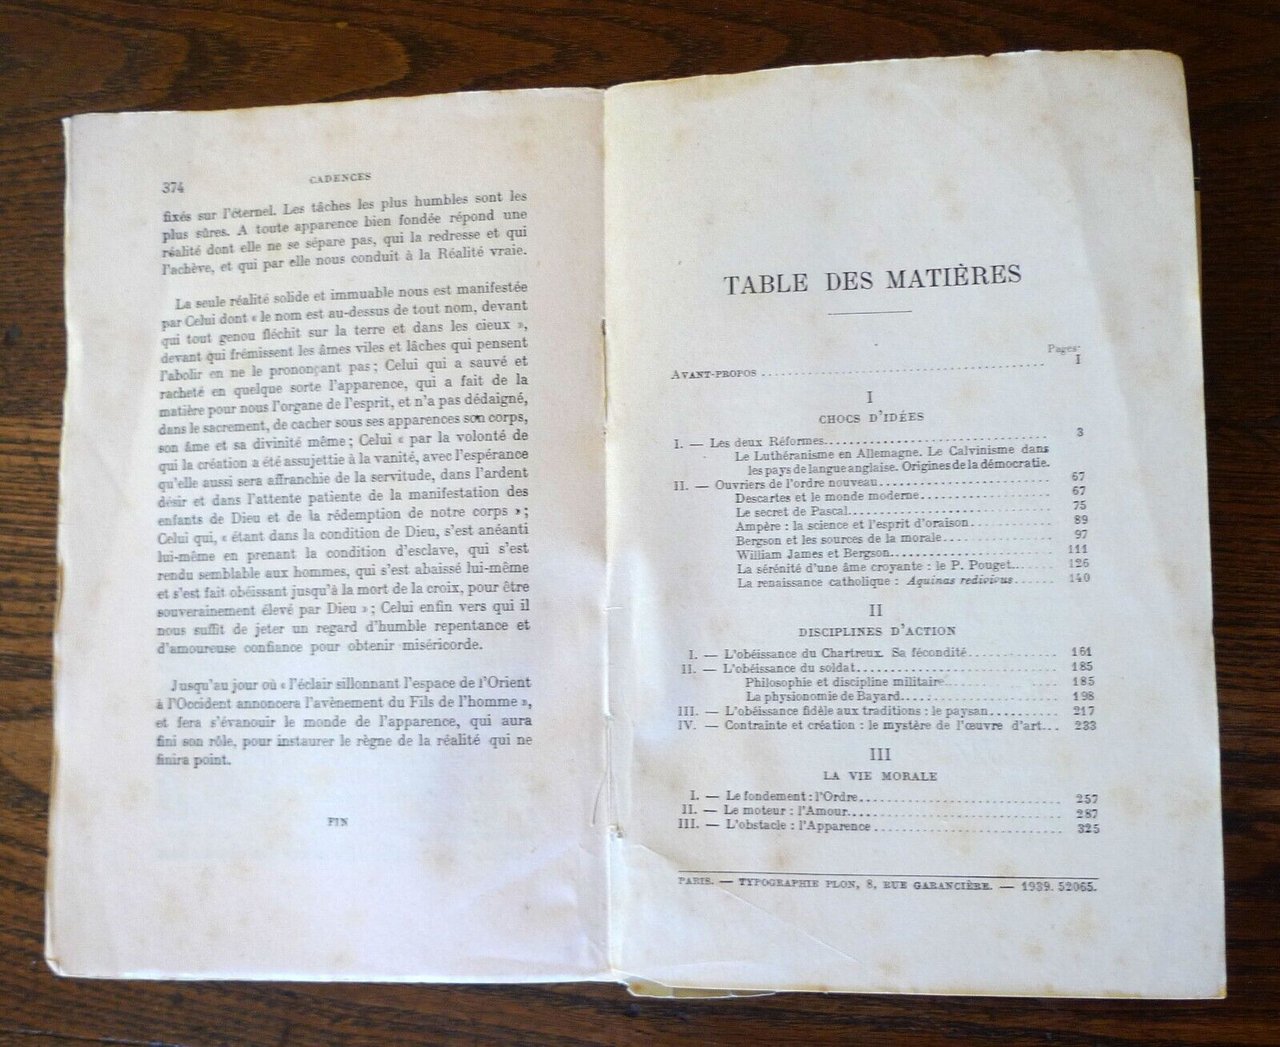 374
CADENCES
fixés sur l'éternel. Les tâches les plus humbles sont les
plus sûres. A toute apparence bien fondée répond une
réalité dont elle ne se sépare pas, qui la redresse et qui
l'achève, et qui par elle nous conduit à la Réalité vraie.
La seule réalité solide et immuable nous est manifestée
par Celui dont « le nom est au-dessus de tout nom, devant
qui tout genou fléchit sur la terre et dans les cieux »,
devant qui frémissent les âmes viles et lâches qui pensent
l'abolir en ne le prononçant pas ; Celui qui a sauvé et
racheté en quelque sorte l'apparence, qui a fait de la
matière pour nous l'organe de l'esprit, et n'a pas dédaigné,
dans le sacrement, de cacher sous ses apparences son corps,
son âme et sa divinité même ; Celui « par la volonté de
qui la création a été assujettie à la vanité, avec l'espérance
qu'elle aussi sera affranchie de la servitude, dans l'ardent
désir et dans l'attente patiente de la manifestation des
enfants de Dieu et de la rédemption de notre corps » ;
Celui qui, « étant dans la condition de Dieu, s'est anéanti
lui-même en prenant la condition d'esclave, qui s'est
rendu semblable aux hommes, qui s'est abaissé lui-même
et s'est fait obéissant jusqu'à la mort de la croix, pour être
souverainement élevé par Dieu » ; Celui enfin vers qui il
nous suffit de jeter un regard d'humble repentance et
d'amoureuse confiance pour obtenir miséricorde.
Jusqu'au jour où « l'éclair sillonnant l'espace de l'Orient
à l'Occident annoncera l'avènement du Fils de l'homme »,
et fera s'évanouir le monde de l'apparence, qui aura
fini son rôle, pour instaurer le règne de la réalité qui ne
finira point.
FIN
TABLE DES MATIÈRES
Pages.
AVANT-PROPOS ........ I
I
CHOCS D'IDÉES
I. — Les deux Réformes ........ 3
Le Luthéranisme en Allemagne. Le Calvinisme dans
les pays de langue anglaise. Origines de la démocratie.
II. — Ouvriers de l'ordre nouveau ........ 67
Descartes et le monde moderne ........ 67
Le secret de Pascal ........ 75
Ampère : la science et l'esprit d'oraison ........ 89
Bergson et les sources de la morale ........ 97
William James et Bergson ........ 111
La sérénité d'une âme croyante : le P. Pouget ........ 126
La renaissance catholique : Aquinas redivivus ........ 140
II
DISCIPLINES D'ACTION
I. — L'obéissance du Chartreux. Sa fécondité ........ 161
II. — L'obéissance du soldat ........ 185
Philosophie et discipline militaire ........ 185
La physionomie de Bayard ........ 198
III. — L'obéissance fidèle aux traditions : le paysan ........ 217
IV. — Contrainte et création : le mystère de l'œuvre d'art... 233
III
LA VIE MORALE
I. — Le fondement : l'Ordre ........ 257
II. — Le moteur : l'Amour ........ 287
III. — L'obstacle : l'Apparence ........ 325
PARIS. — TYPOGRAPHIE PLON, 8, RUE GARANCIÈRE. — 1939. 52065.